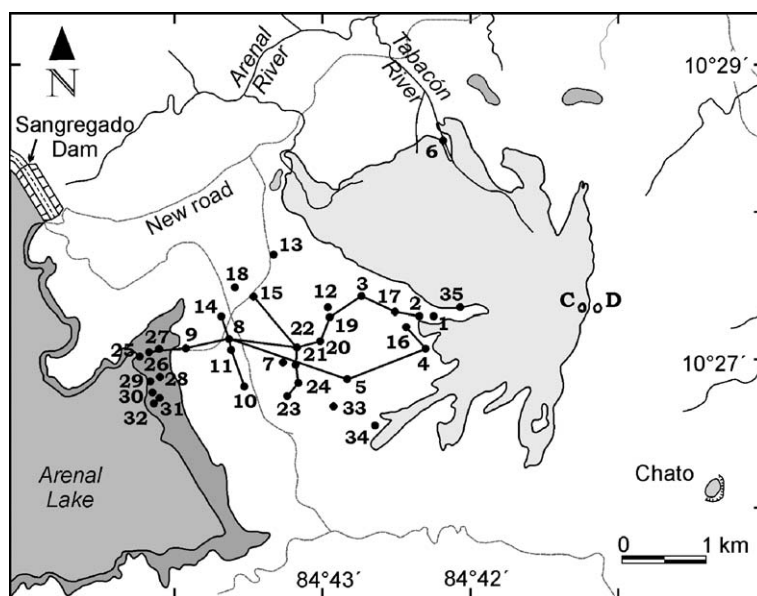 N
Sangregado
Dam
Arenal
River
Tabacón
River
10°29´
6
New road
13
18
15
14
12
3
17
2
1
35
C
D
19
16
8
22
20
4
27
9
25
26
11
7
21
5
10°27´
28
29
30
31
32
10
24
23
33
34
Arenal
Lake
Chato
0
1 km
84°43´
84°42´